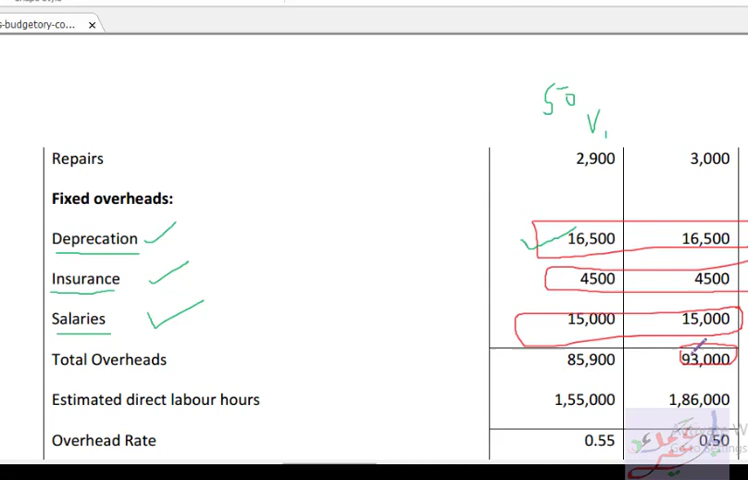 s-budgetory-co...
50
V,
Repairs 2,900 3,000
Fixed overheads:
Deprecation 16,500 16,500
Insurance 4500 4500
Salaries 15,000 15,000
Total Overheads 85,900 93,000
Estimated direct labour hours 1,55,000 1,86,000
Overhead Rate 0.55 0.50